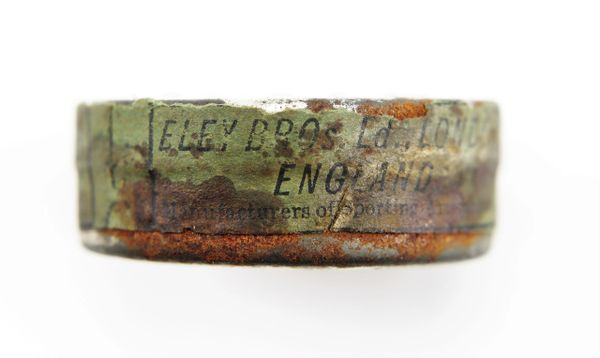 ELEY BROS. Ld., LOND
ENGLAND
Manufacturers of Sporting